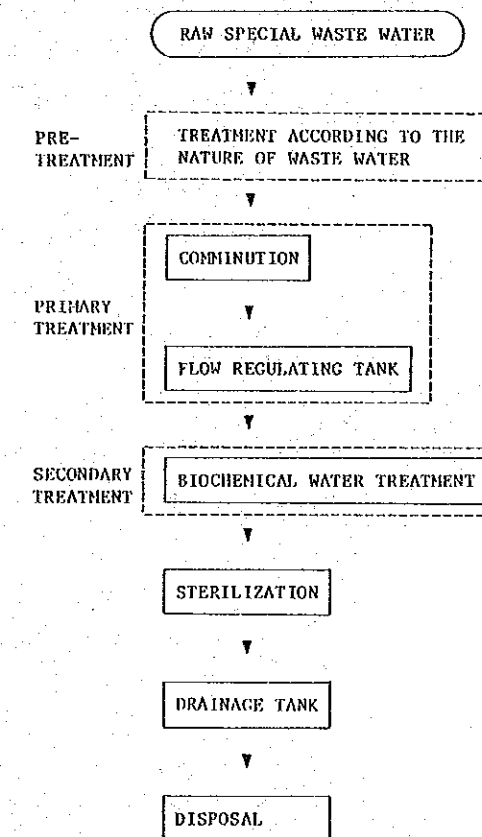 RAW SPECIAL WASTE WATER
PRE-
TREATMENT
TREATMENT ACCORDING TO THE
NATURE OF WASTE WATER
COMMINUTION
PRIMARY
TREATMENT
FLOW REGULATING TANK
SECONDARY
TREATMENT
BIOCHEMICAL WATER TREATMENT
STERILIZATION
DRAINAGE TANK
DISPOSAL